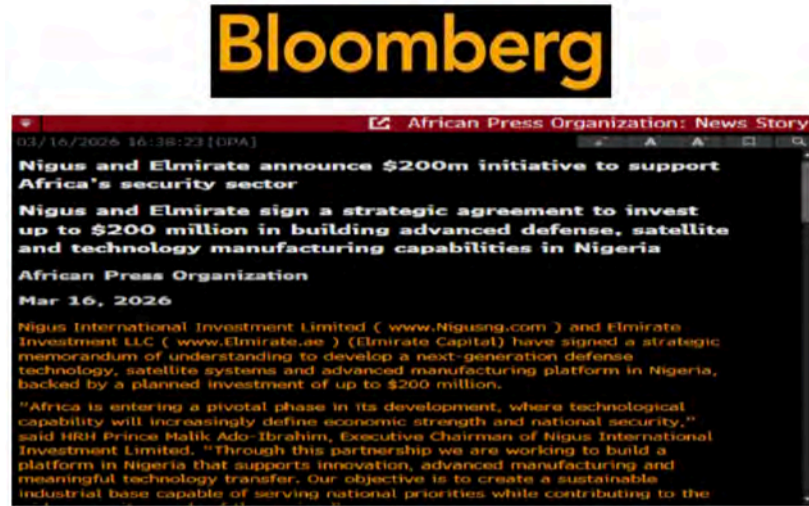 Bloomberg
African Press Organization: News Story
03/16/2026 16:38:23 [OPA]
Nigus and Elmirate announce $200m initiative to support
Africa's security sector
Nigus and Elmirate sign a strategic agreement to invest
up to $200 million in building advanced defense, satellite
and technology manufacturing capabilities in Nigeria
African Press Organization
Mar 16, 2026
Nigus International Investment Limited ( www.Nigusng.com ) and Elmirate
Investment LLC ( www.Elmirate.ae ) (Elmirate Capital) have signed a strategic
memorandum of understanding to develop a next-generation defense
technology, satellite systems and advanced manufacturing platform in Nigeria,
backed by a planned investment of up to $200 million.
"Africa is entering a pivotal phase in its development, where technological
capability will increasingly define economic strength and national security,"
said HRH Prince Malik Ado-Ibrahim, Executive Chairman of Nigus International
Investment Limited. "Through this partnership we are working to build a
platform in Nigeria that supports innovation, advanced manufacturing and
meaningful technology transfer. Our objective is to create a sustainable
industrial base capable of serving national priorities while contributing to the